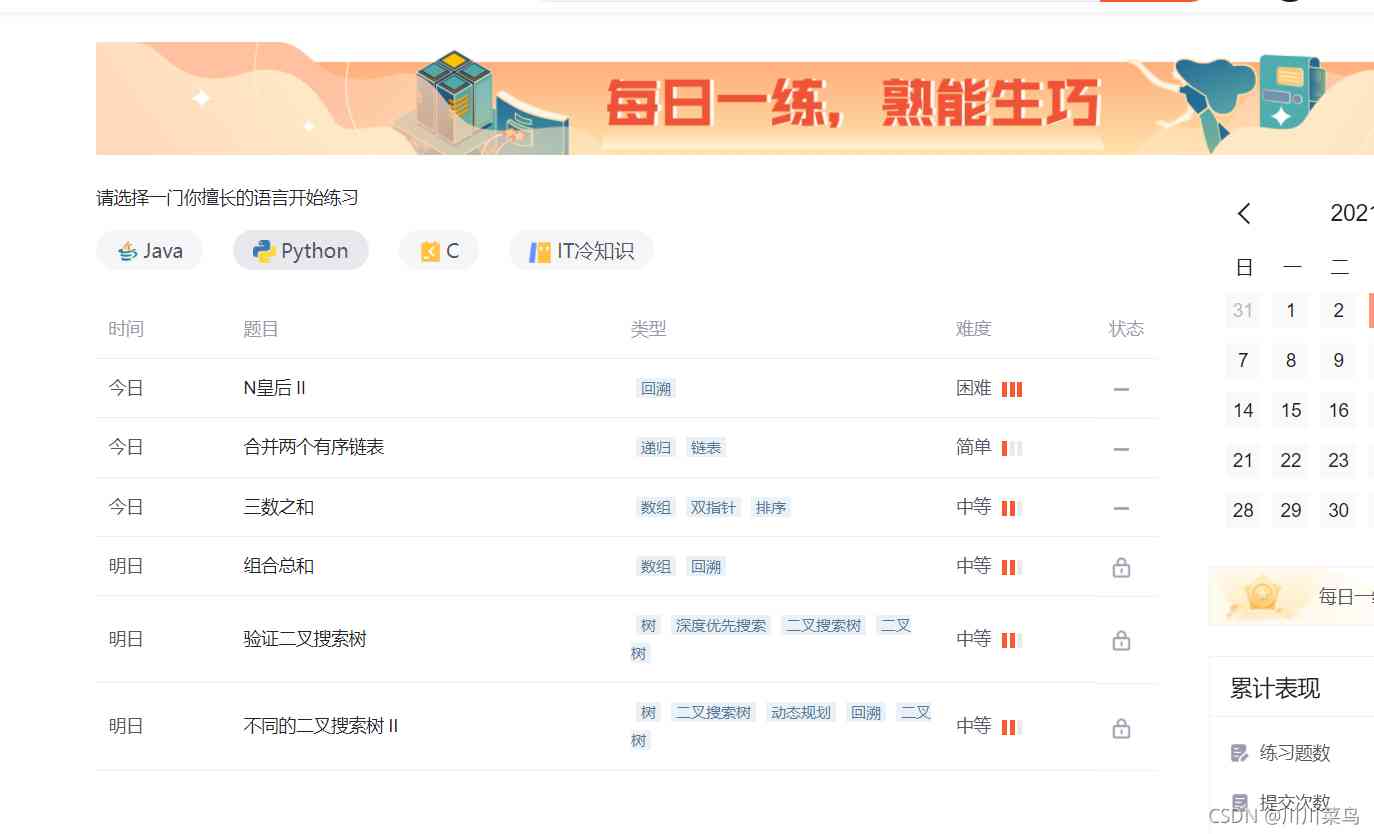 每日一练，熟能生巧
请选择一门你擅长的语言开始练习
Java Python C IT冷知识
时间 题目 类型 难度 状态
今日 N皇后 II 回溯 困难
今日 合并两个有序链表 递归 链表 简单
今日 三数之和 数组 双指针 排序 中等
明日 组合总和 数组 回溯 中等
明日 验证二叉搜索树 树 深度优先搜索 二叉搜索树 二叉
树 中等
明日 不同的二叉搜索树 II 树 二叉搜索树 动态规划 回溯 二叉
树 中等
2021
日 一 二
31 1 2
7 8 9
14 15 16
21 22 23
28 29 30
每日一
累计表现
练习题数
提交次数
CSDN @川川菜鸟